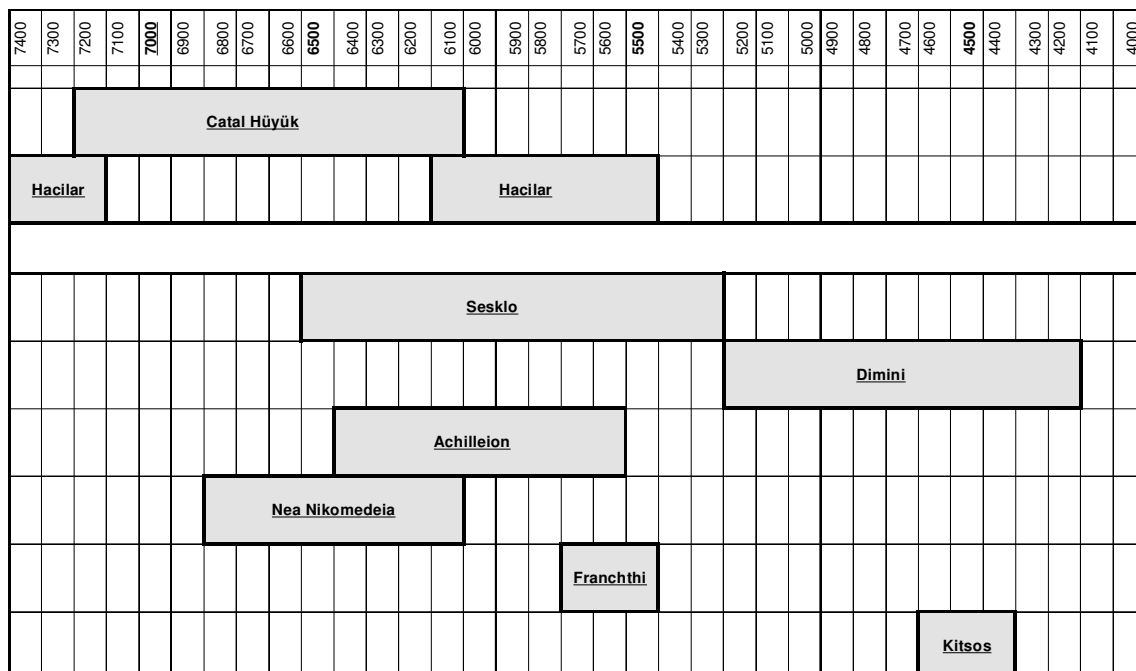 7400 7300 7200 7100 7000 6900 6800 6700 6600 6500 6400 6300 6200 6100 6000 5900 5800 5700 5600 5500 5400 5300 5200 5100 5000 4900 4800 4700 4600 4500 4400 4300 4200 4100 4000
Catal Hüyük
Hacilar Hacilar
Sesklo
Dimini
Achilleion
Nea Nikomedeia
Franchthi
Kitsos